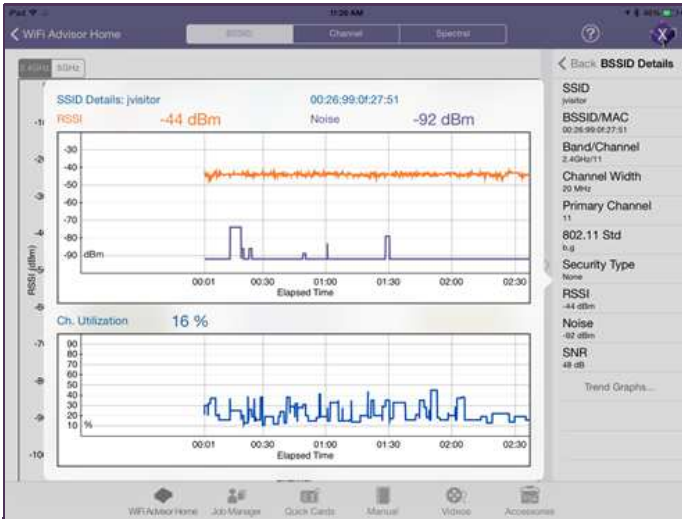 iPad
11:26 AM
46%
WiFi Advisor Home
BSSID
Channel
Spectral
?
X
2.4GHz
5GHz
Back
BSSID Details
SSID Details: jvisitor
00:26:99:0f:27:51
RSSI
-44 dBm
Noise
-92 dBm
-30
-40
-50
-60
-70
-80
-90
dBm
00:01
00:30
01:00
01:30
02:00
02:30
Elapsed Time
Ch. Utilization
16 %
90
80
70
60
50
40
30
20
10
%
00:01
00:30
01:00
01:30
02:00
02:30
Elapsed Time
RSSI (dBm)
-10
SSID
jvisitor
BSSID/MAC
00:26:99:0f:27:51
Band/Channel
2.4GHz/11
Channel Width
20 MHz
Primary Channel
11
802.11 Std
b,g
Security Type
None
RSSI
-44 dBm
Noise
-92 dBm
SNR
48 dB
Trend Graphs...
WiFi Advisor Home
Job Manager
Quick Cards
Manual
Videos
Accessories